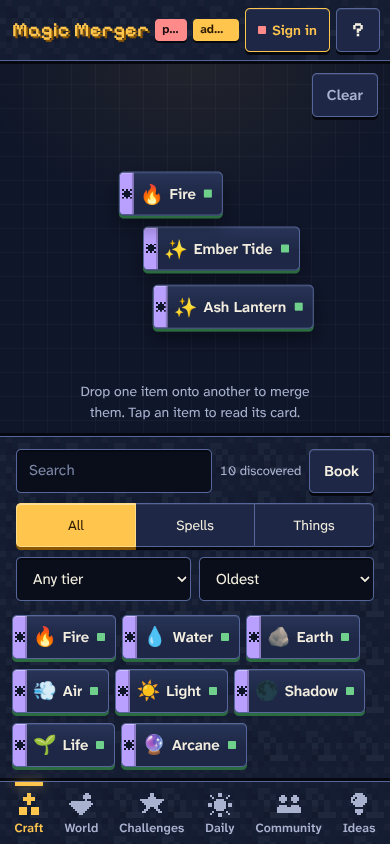 Magic Merger p... ad... Sign in ?
Clear
Fire
Ember Tide
Ash Lantern
Drop one item onto another to merge
them. Tap an item to read its card.
Search 10 discovered Book
All Spells Things
Any tier Oldest
Fire Water Earth
Air Light Shadow
Life Arcane
Craft World Challenges Daily Community Ideas